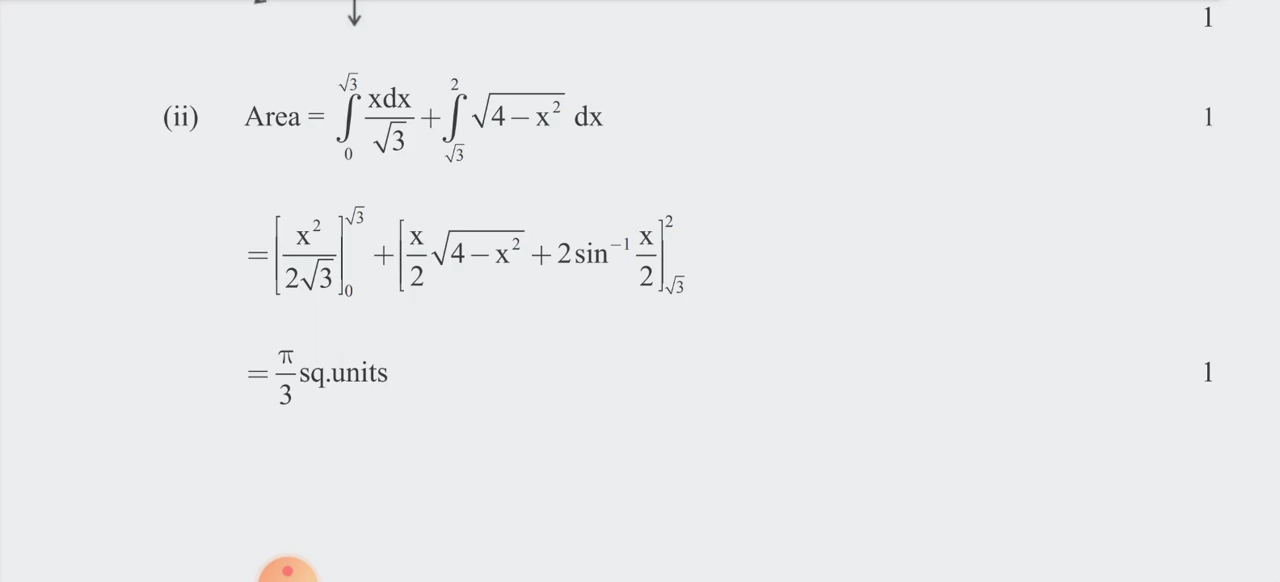 1
(ii) Area = ∫₀^√3 xdx/√3 + ∫_√3^2 √(4 – x²) dx 1
= [x²/2√3]₀^√3 + [x/2 √(4 – x²) + 2 sin⁻¹ x/2]_√3^2
= π/3 sq.units 1